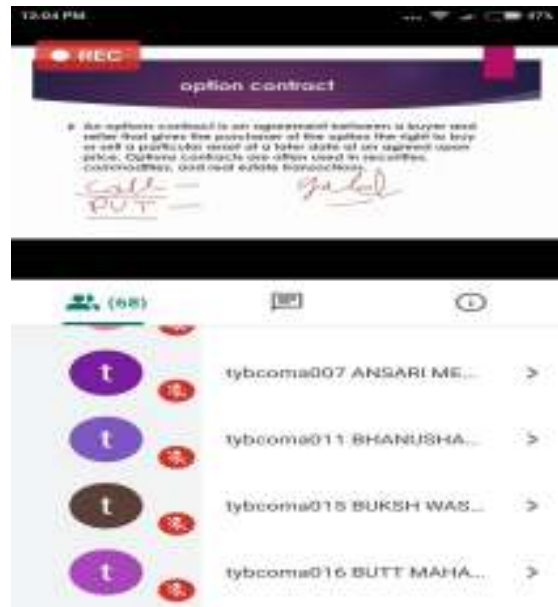 12:04 PM
47%
REC
option contract
An options contract is an agreement between a buyer and
seller that gives the purchaser of the option the right to buy
or sell a particular asset at a later date at an agreed upon
price. Options contracts are often used in securities,
commodities, and real estate transactions.
Call —
PUT —
(68)
t
tybcoma007 ANSARI ME...
t
tybcoma011 BHANUSHA...
t
tybcoma015 BUKSH WAS...
t
tybcoma016 BUTT MAHA...